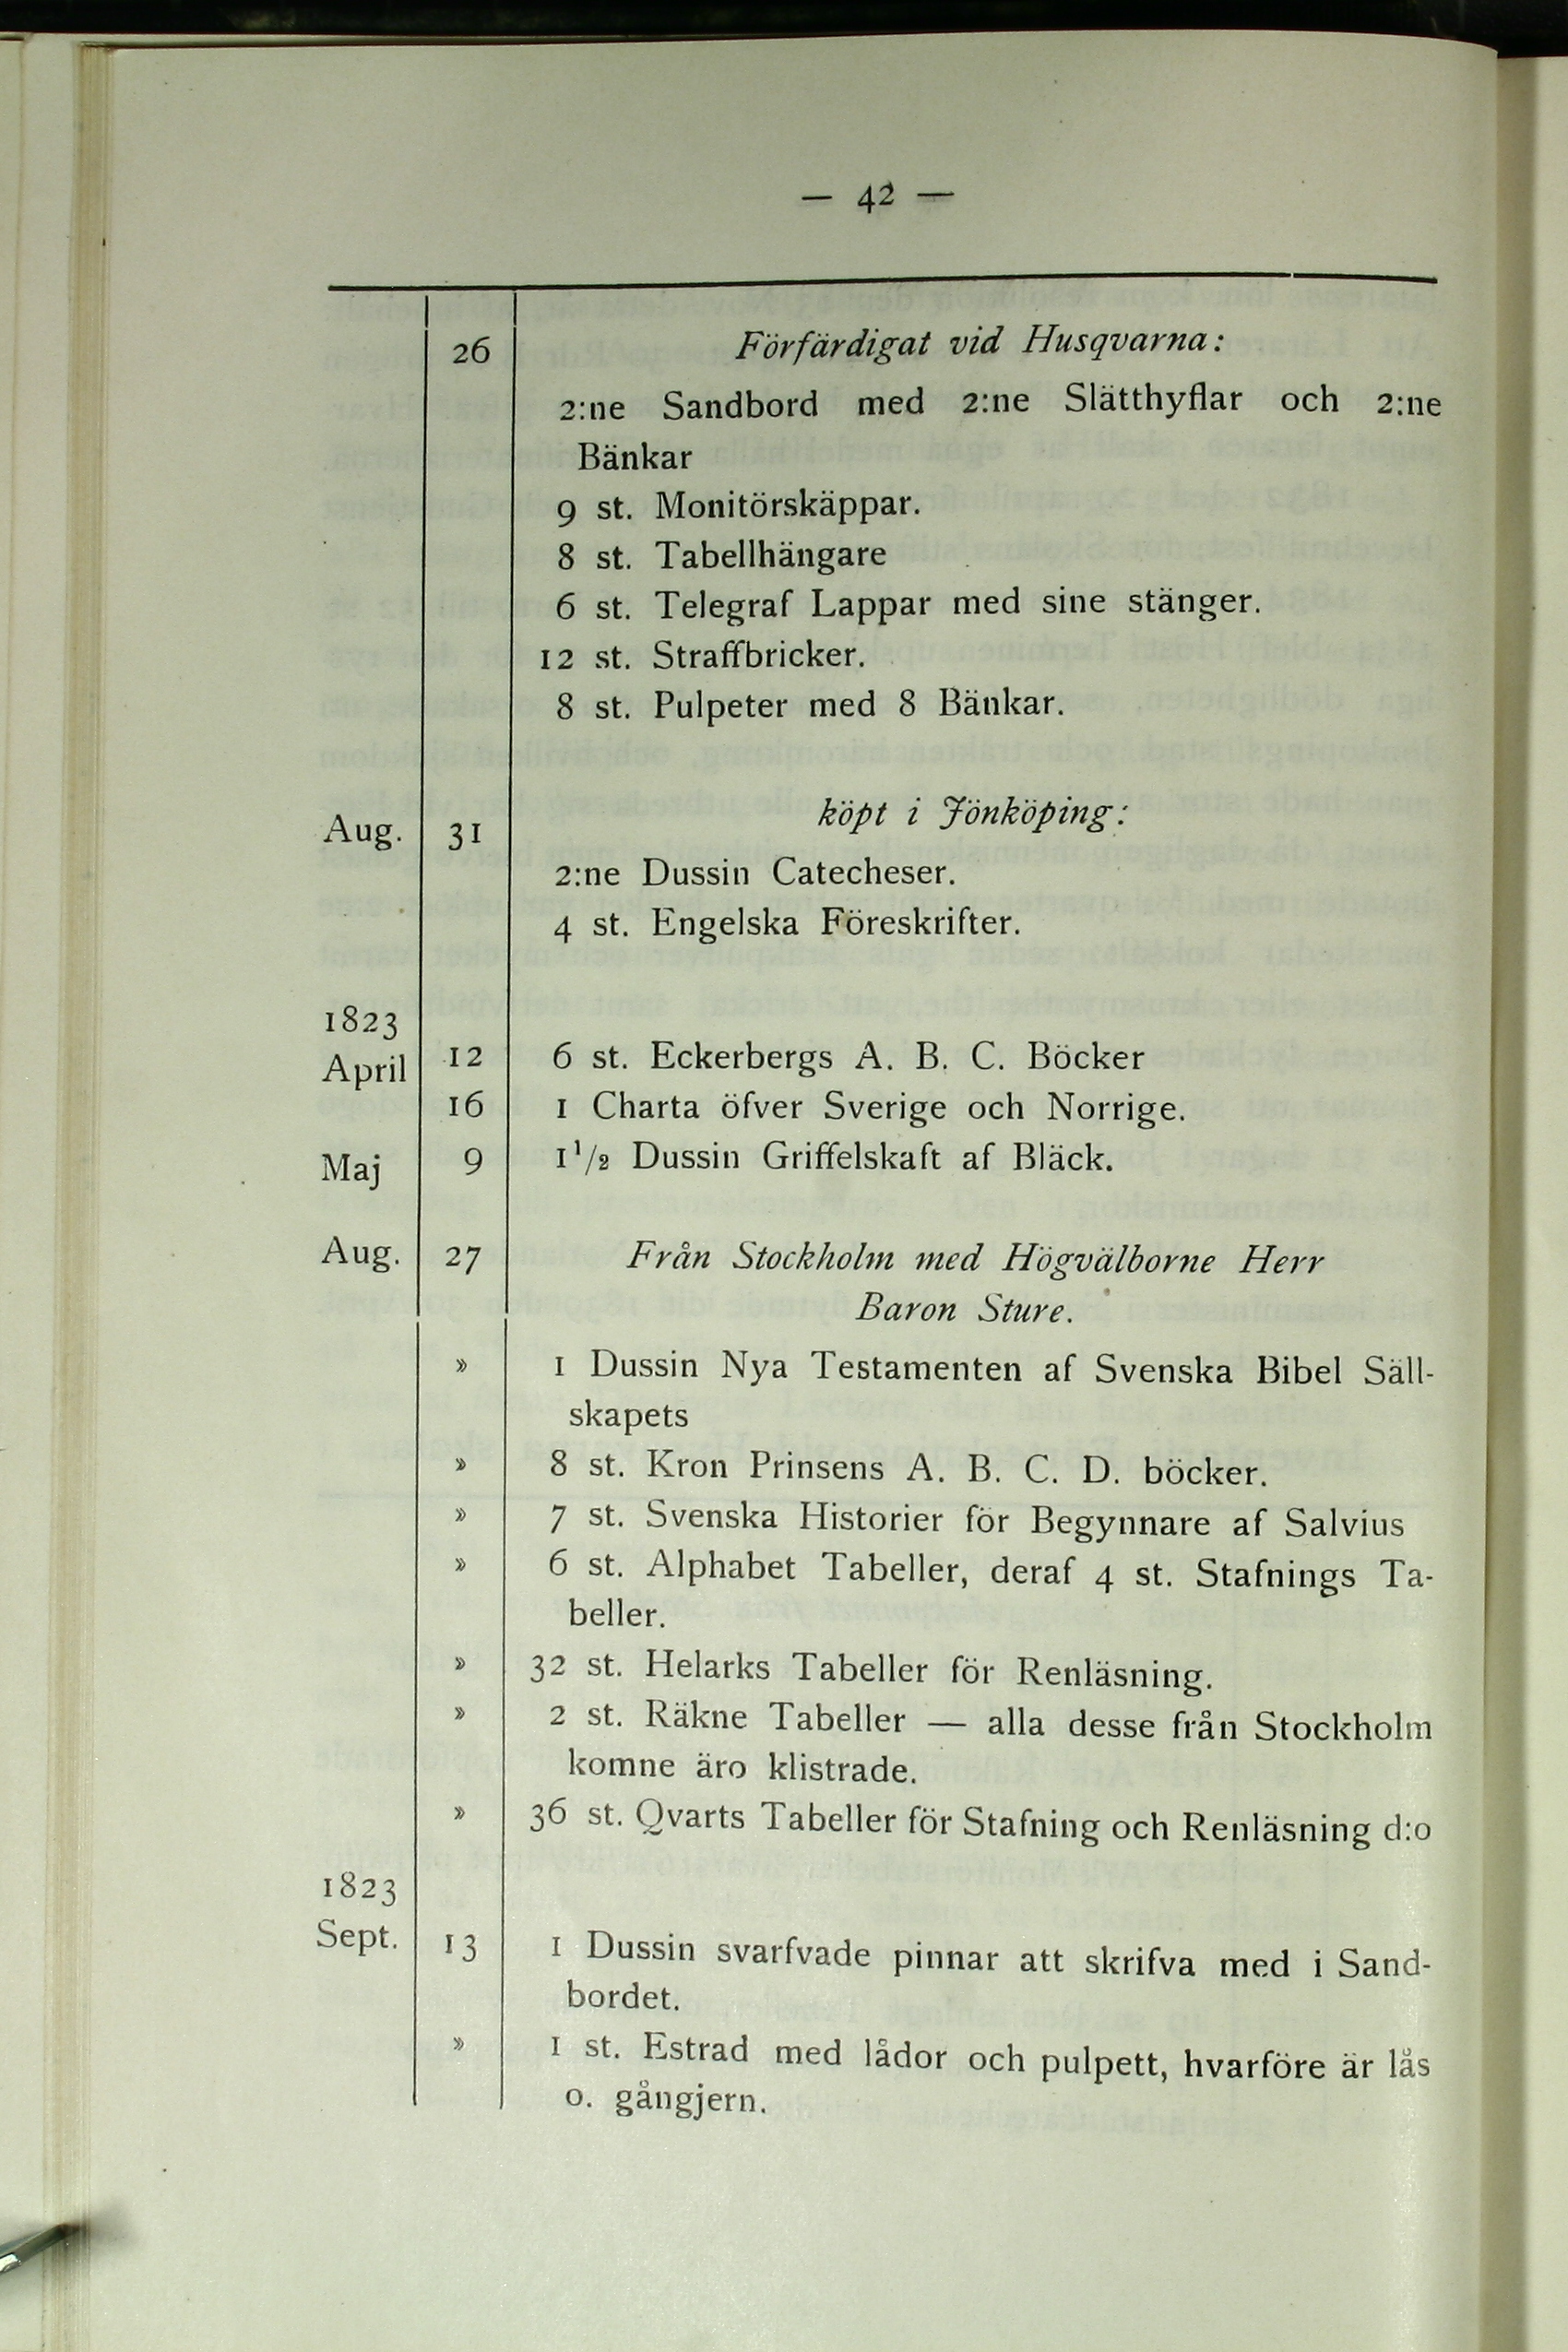 — 42 —
26 Förfärdigat vid Husqvarna:
2:ne Sandbord med 2:ne Slätthyflar och 2:ne
Bänkar
9 st. Monitörskäppar.
8 st. Tabellhängare
6 st. Telegraf Lappar med sine stänger.
12 st. Straffbricker.
8 st. Pulpeter med 8 Bänkar.
Aug. 31 köpt i Jönköping:
2:ne Dussin Catecheser.
4 st. Engelska Föreskrifter.
1823
April 12 6 st. Eckerbergs A. B. C. Böcker
16 1 Charta öfver Sverige och Norrige.
Maj 9 1 1/2 Dussin Griffelskaft af Bläck.
Aug. 27 Från Stockholm med Högvälborne Herr
Baron Sture.
» 1 Dussin Nya Testamenten af Svenska Bibel Säll-
skapets
» 8 st. Kron Prinsens A. B. C. D. böcker.
» 7 st. Svenska Historier för Begynnare af Salvius
» 6 st. Alphabet Tabeller, deraf 4 st. Stafnings Ta-
beller.
» 32 st. Helarks Tabeller för Renläsning.
» 2 st. Räkne Tabeller — alla desse från Stockholm
komne äro klistrade.
» 36 st. Qvarts Tabeller för Stafning och Renläsning d:o
1823
Sept. 13 1 Dussin svarfvade pinnar att skrifva med i Sand-
bordet.
» 1 st. Estrad med lådor och pulpett, hvarföre är lås
o. gångjern.